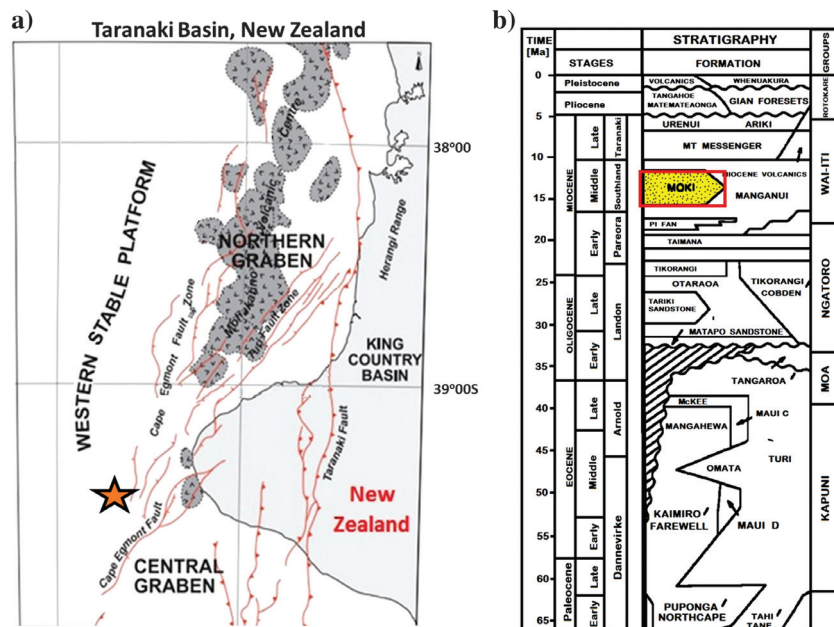 a)
Taranaki Basin, New Zealand
38°00
Centre
Volcanic
Herangi Range
NORTHERN
GRABEN
WESTERN STABLE PLATFORM
Cape Egmont Fault Zone
Ari Fault Zone
KING
COUNTRY
BASIN
39°00S
Cape
Taranaki Fault
New
Zealand
Cape Egmont Fault
CENTRAL
GRABEN
b)
TIME
[Ma]
STRATIGRAPHY
GROUPS
STAGES
FORMATION
0
Pleistocene
VOLCANICS
WHENUAKURA
ROTOKARE
Pliocene
TANGAHOE
MATEMATEAONGA
GIAN FORESETS
5
MIOCENE
Late
Taranaki
URENUI
ARIKI
MT MESSENGER
WAI-ITI
10
Middle
Southland
MIOCENE VOLCANICS
MOKI
MANGANUI
15
Early
Pareora
PI FAN
TAIMANA
20
NGATORO
OLIGOCENE
Late
Landon
TIKORANGI
OTARAOA
TIKORANGI
COBDEN
25
TARIKI
SANDSTONE
30
Early
MATAPO SANDSTONE
35
TANGAROA
MOA
EOCENE
Late
Arnold
McKEE
MANGAHEWA
MAUI C
40
TURI
KAPUNI
45
Middle
OMATA
50
Dannevirke
KAIMIRO
FAREWELL
MAUI D
Early
55
Paleocene
Late
60
Early
PUPONGA
NORTHCAPE
TAHI
TANE
65